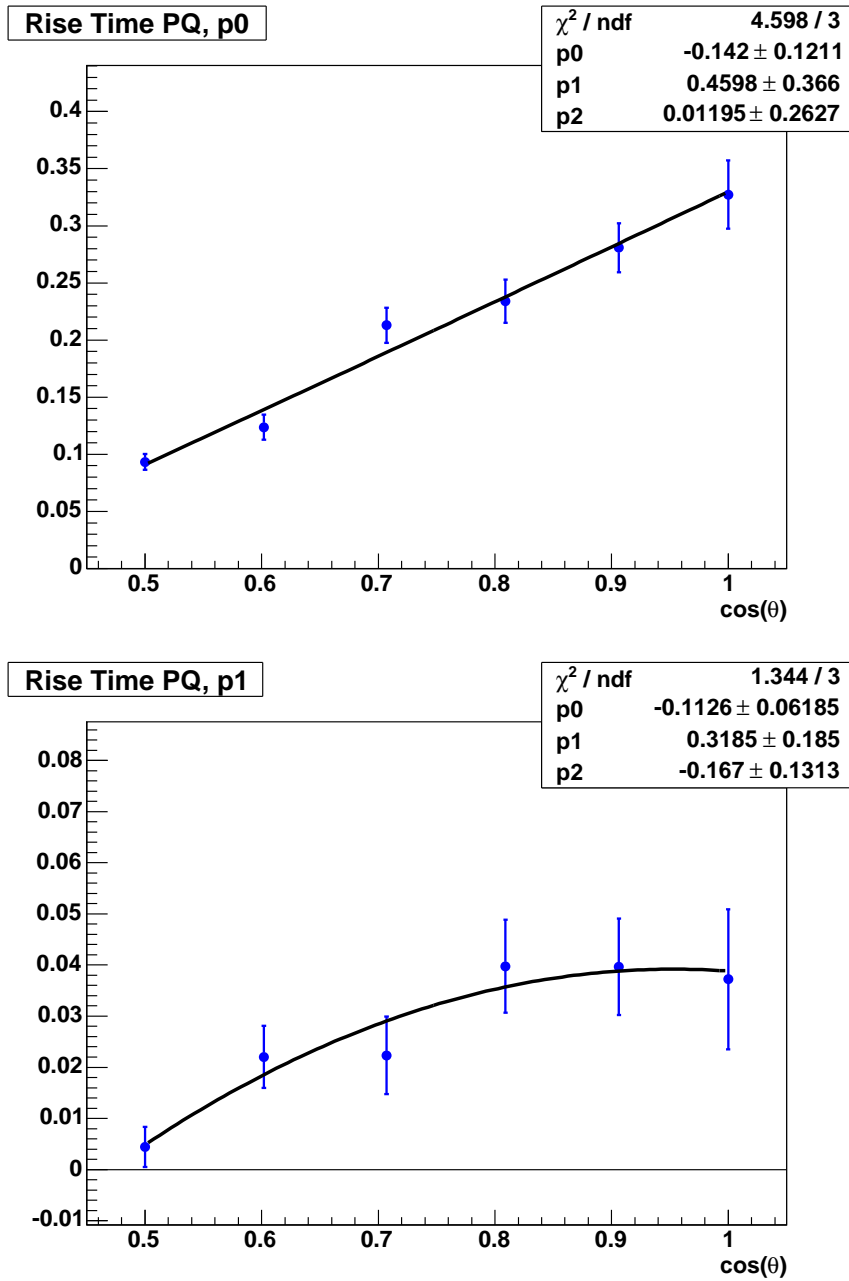 Rise Time PQ, p0
χ² / ndf 4.598 / 3
p0 -0.142 ± 0.1211
p1 0.4598 ± 0.366
p2 0.01195 ± 0.2627
0.4
0.35
0.3
0.25
0.2
0.15
0.1
0.05
0
0.5 0.6 0.7 0.8 0.9 1
cos(θ)
Rise Time PQ, p1
χ² / ndf 1.344 / 3
p0 -0.1126 ± 0.06185
p1 0.3185 ± 0.185
p2 -0.167 ± 0.1313
0.08
0.07
0.06
0.05
0.04
0.03
0.02
0.01
0
-0.01
0.5 0.6 0.7 0.8 0.9 1
cos(θ)